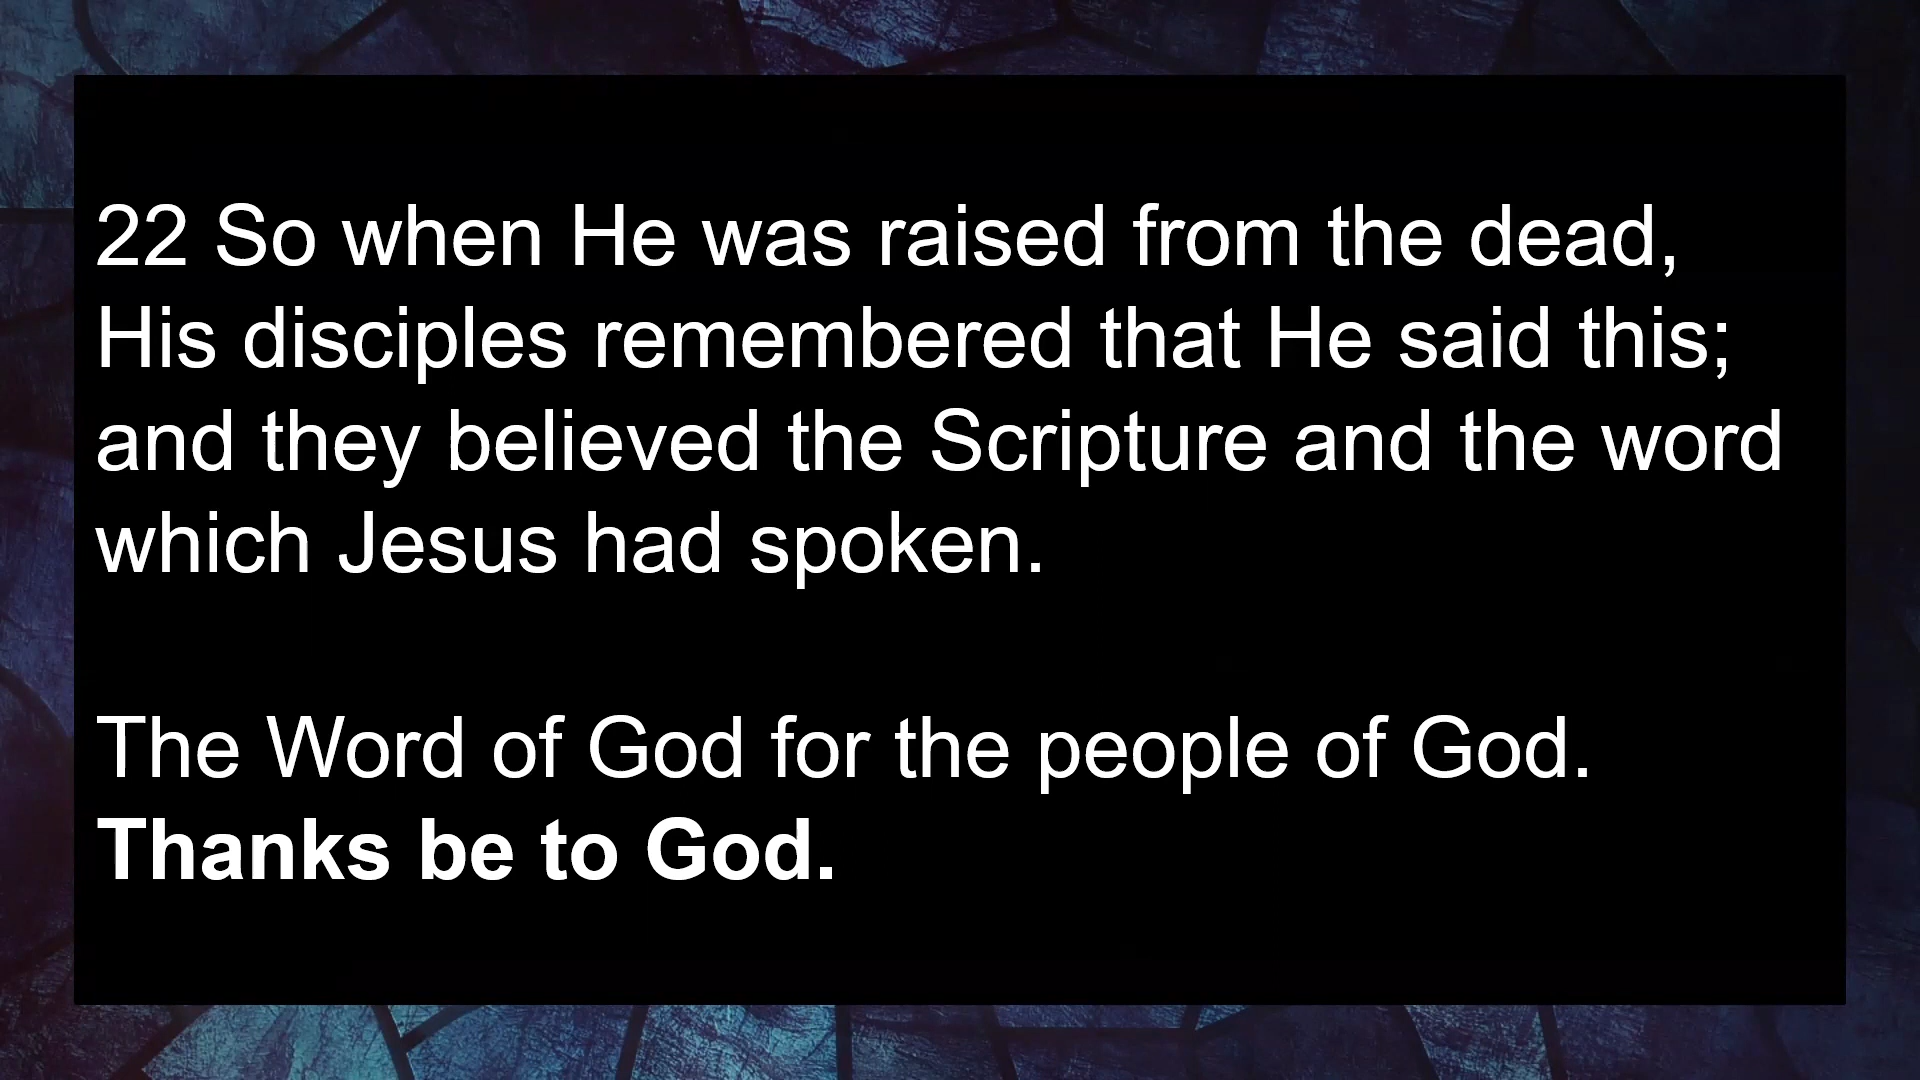 22 So when He was raised from the dead,
His disciples remembered that He said this;
and they believed the Scripture and the word
which Jesus had spoken.
The Word of God for the people of God.
Thanks be to God.